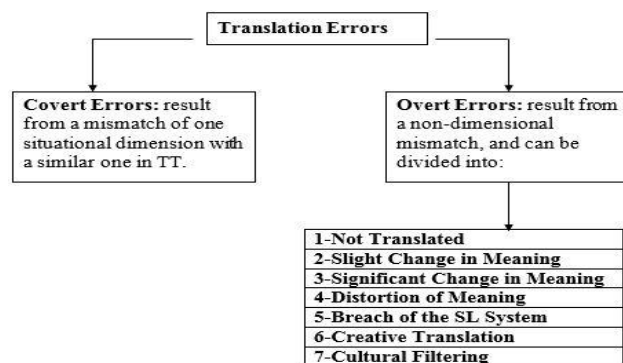 Translation Errors
Covert Errors: result
from a mismatch of one
situational dimension with
a similar one in TT.
Overt Errors: result from
a non-dimensional
mismatch, and can be
divided into:
1-Not Translated
2-Slight Change in Meaning
3-Significant Change in Meaning
4-Distortion of Meaning
5-Breach of the SL System
6-Creative Translation
7-Cultural Filtering